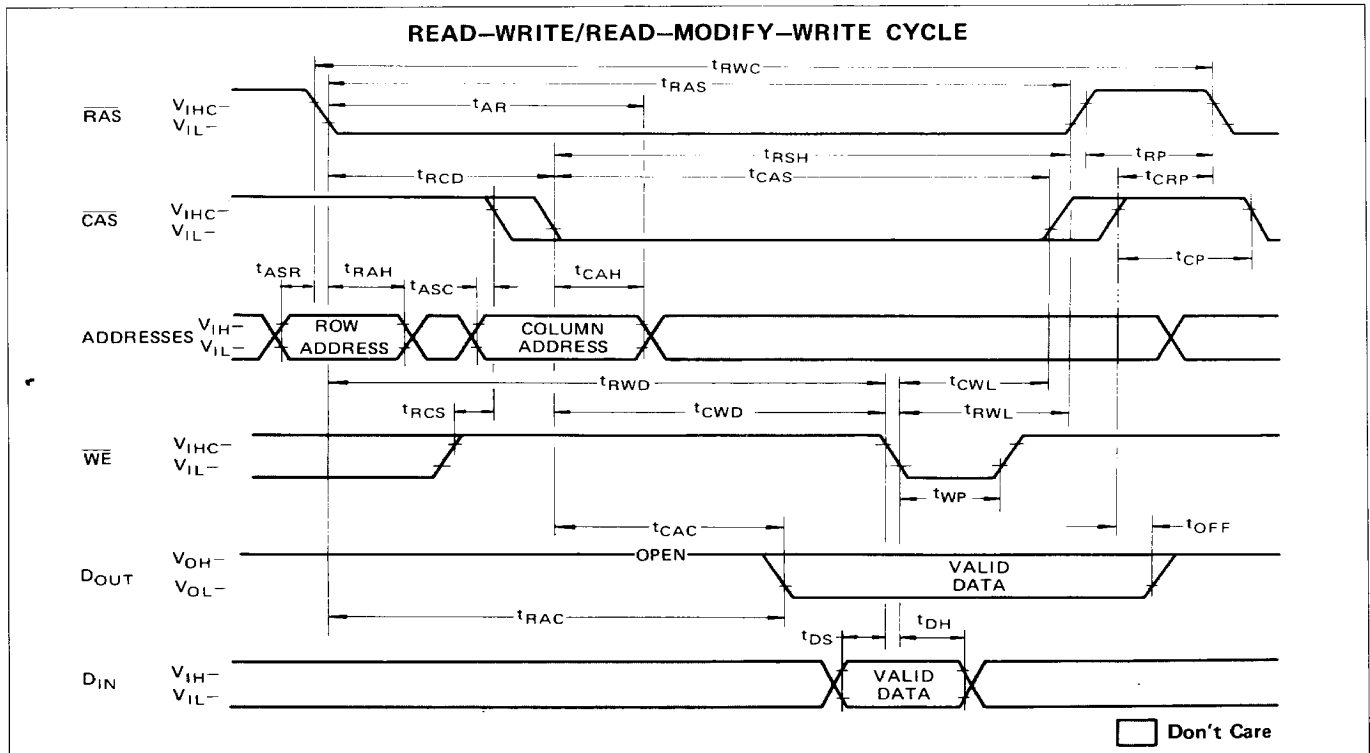 READ–WRITE/READ–MODIFY–WRITE CYCLE
tRWC
tRAS
tAR
RAS
VIHC–
VIL–
tRSH
tRP
tRCD
tCAS
tCRP
CAS
VIHC–
VIL–
tCP
tASR
tRAH
tASC
tCAH
ADDRESSES
VIH–
VIL–
ROW
ADDRESS
COLUMN
ADDRESS
tRWD
tCWL
tRCS
tCWD
tRWL
WE
VIHC–
VIL–
tWP
tCAC
tOFF
DOUT
VOH–
VOL–
OPEN
VALID
DATA
tRAC
tDS
tDH
DIN
VIH–
VIL–
VALID
DATA
Don't Care